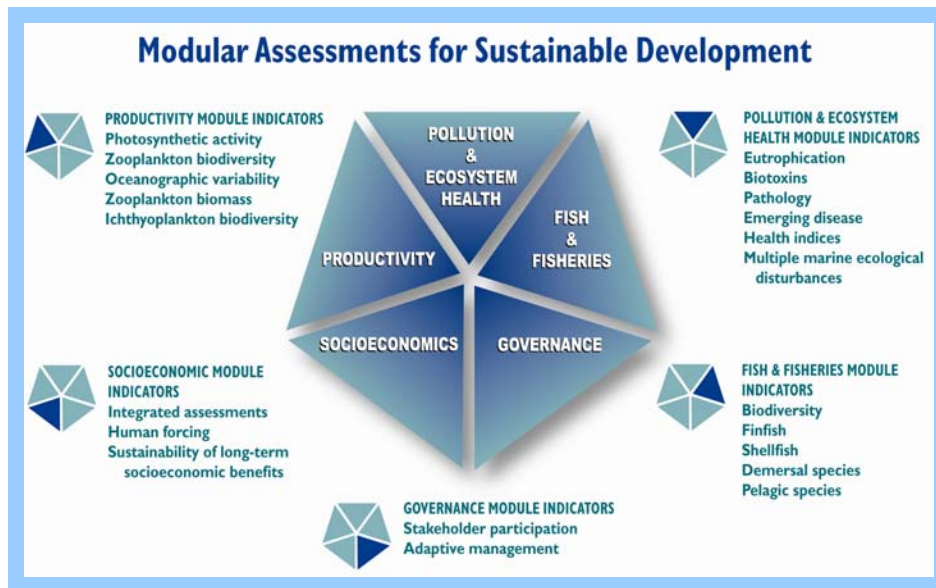 Modular Assessments for Sustainable Development
PRODUCTIVITY MODULE INDICATORS
Photosynthetic activity
Zooplankton biodiversity
Oceanographic variability
Zooplankton biomass
Ichthyoplankton biodiversity
POLLUTION
&
ECOSYSTEM
HEALTH
FISH
&
FISHERIES
PRODUCTIVITY
SOCIOECONOMICS
GOVERNANCE
POLLUTION & ECOSYSTEM
HEALTH MODULE INDICATORS
Eutrophication
Biotoxins
Pathology
Emerging disease
Health indices
Multiple marine ecological
disturbances
SOCIOECONOMIC MODULE
INDICATORS
Integrated assessments
Human forcing
Sustainability of long-term
socioeconomic benefits
FISH & FISHERIES MODULE
INDICATORS
Biodiversity
Finfish
Shellfish
Demersal species
Pelagic species
GOVERNANCE MODULE INDICATORS
Stakeholder participation
Adaptive management